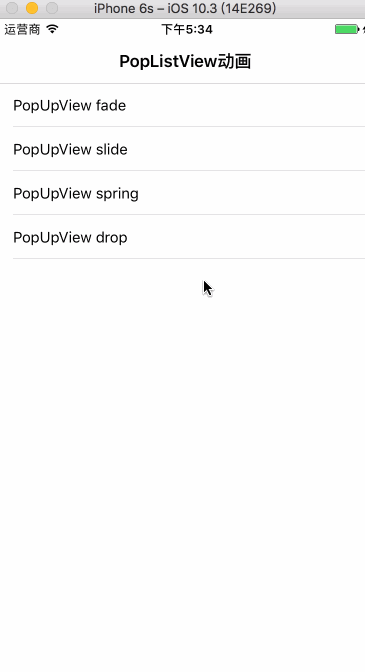 iPhone 6s – iOS 10.3 (14E269)
运营商 下午5:34
PopListView动画
PopUpView fade
PopUpView slide
PopUpView spring
PopUpView drop